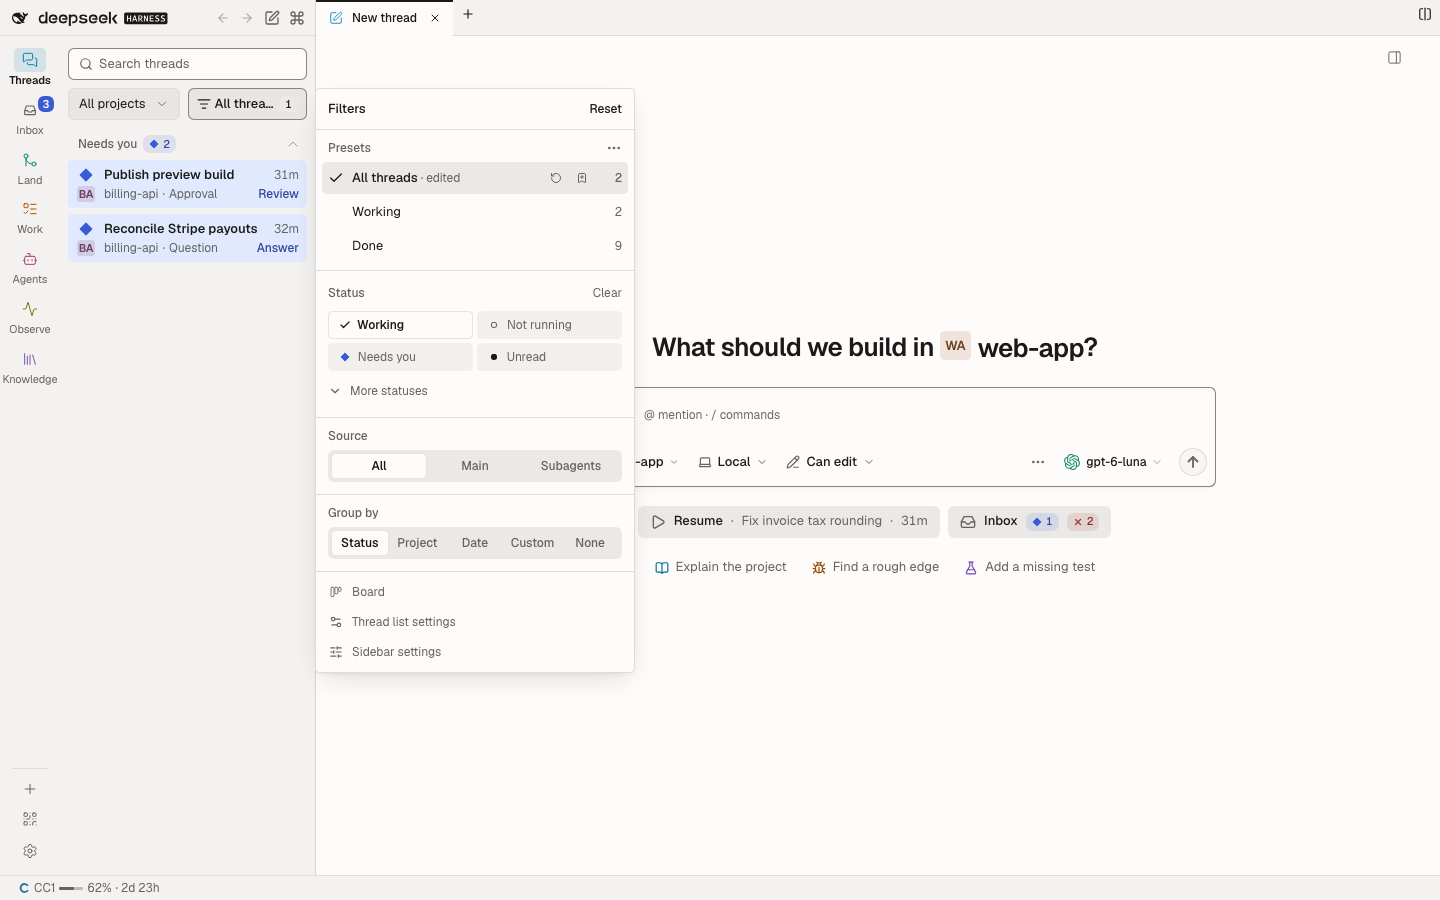 deepseek HARNESS
New thread
Threads
3
Inbox
Land
Work
Agents
Observe
Knowledge
Search threads
All projects
All threa... 1
Needs you 2
Publish preview build 31m
BA billing-api · Approval Review
Reconcile Stripe payouts 32m
BA billing-api · Question Answer
Filters Reset
Presets
All threads · edited 2
Working 2
Done 9
Status Clear
Working Not running
Needs you Unread
More statuses
Source
All Main Subagents
Group by
Status Project Date Custom None
Board
Thread list settings
Sidebar settings
What should we build in WA web-app?
@ mention · / commands
-app Local Can edit gpt-6-luna
Resume · Fix invoice tax rounding · 31m Inbox 1 2
Explain the project Find a rough edge Add a missing test
C CC1 62% · 2d 23h